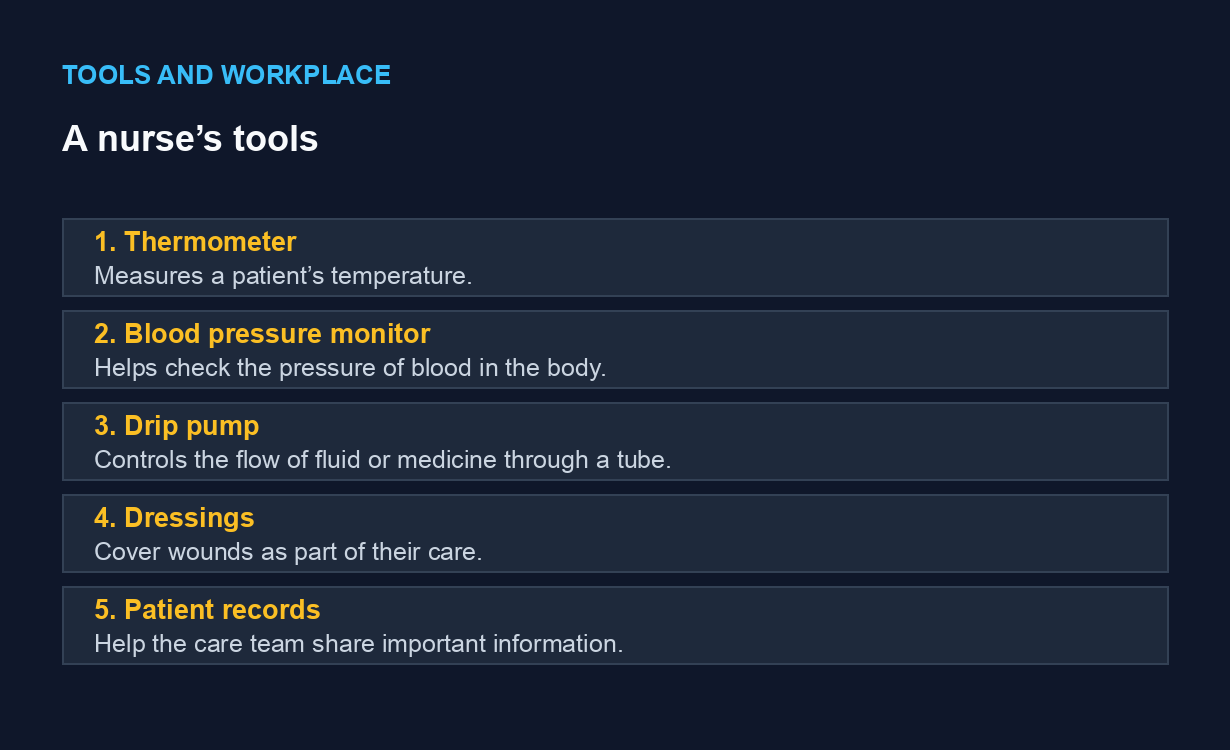 TOOLS AND WORKPLACE
A nurse’s tools
1. Thermometer
Measures a patient’s temperature.
2. Blood pressure monitor
Helps check the pressure of blood in the body.
3. Drip pump
Controls the flow of fluid or medicine through a tube.
4. Dressings
Cover wounds as part of their care.
5. Patient records
Help the care team share important information.